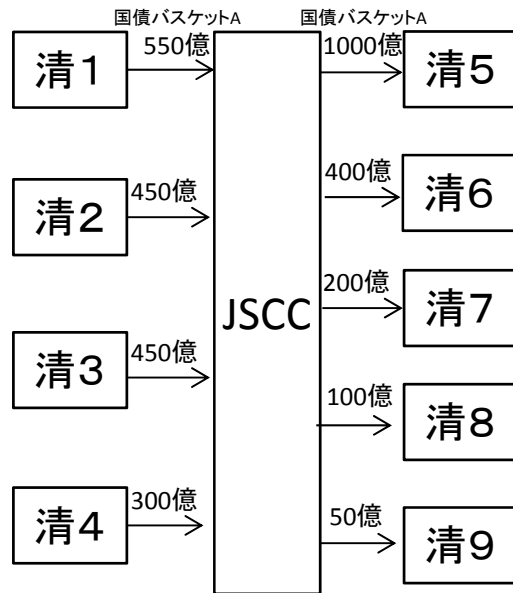 国債バスケットA
国債バスケットA
清1
550億
1000億
清5
清2
450億
400億
清6
清3
450億
JSCC
200億
清7
清4
300億
100億
清8
50億
清9